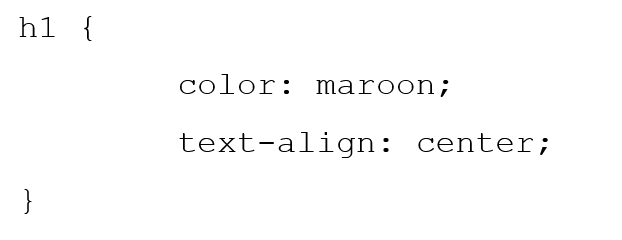 h1 {
color: maroon;
text-align: center;
}